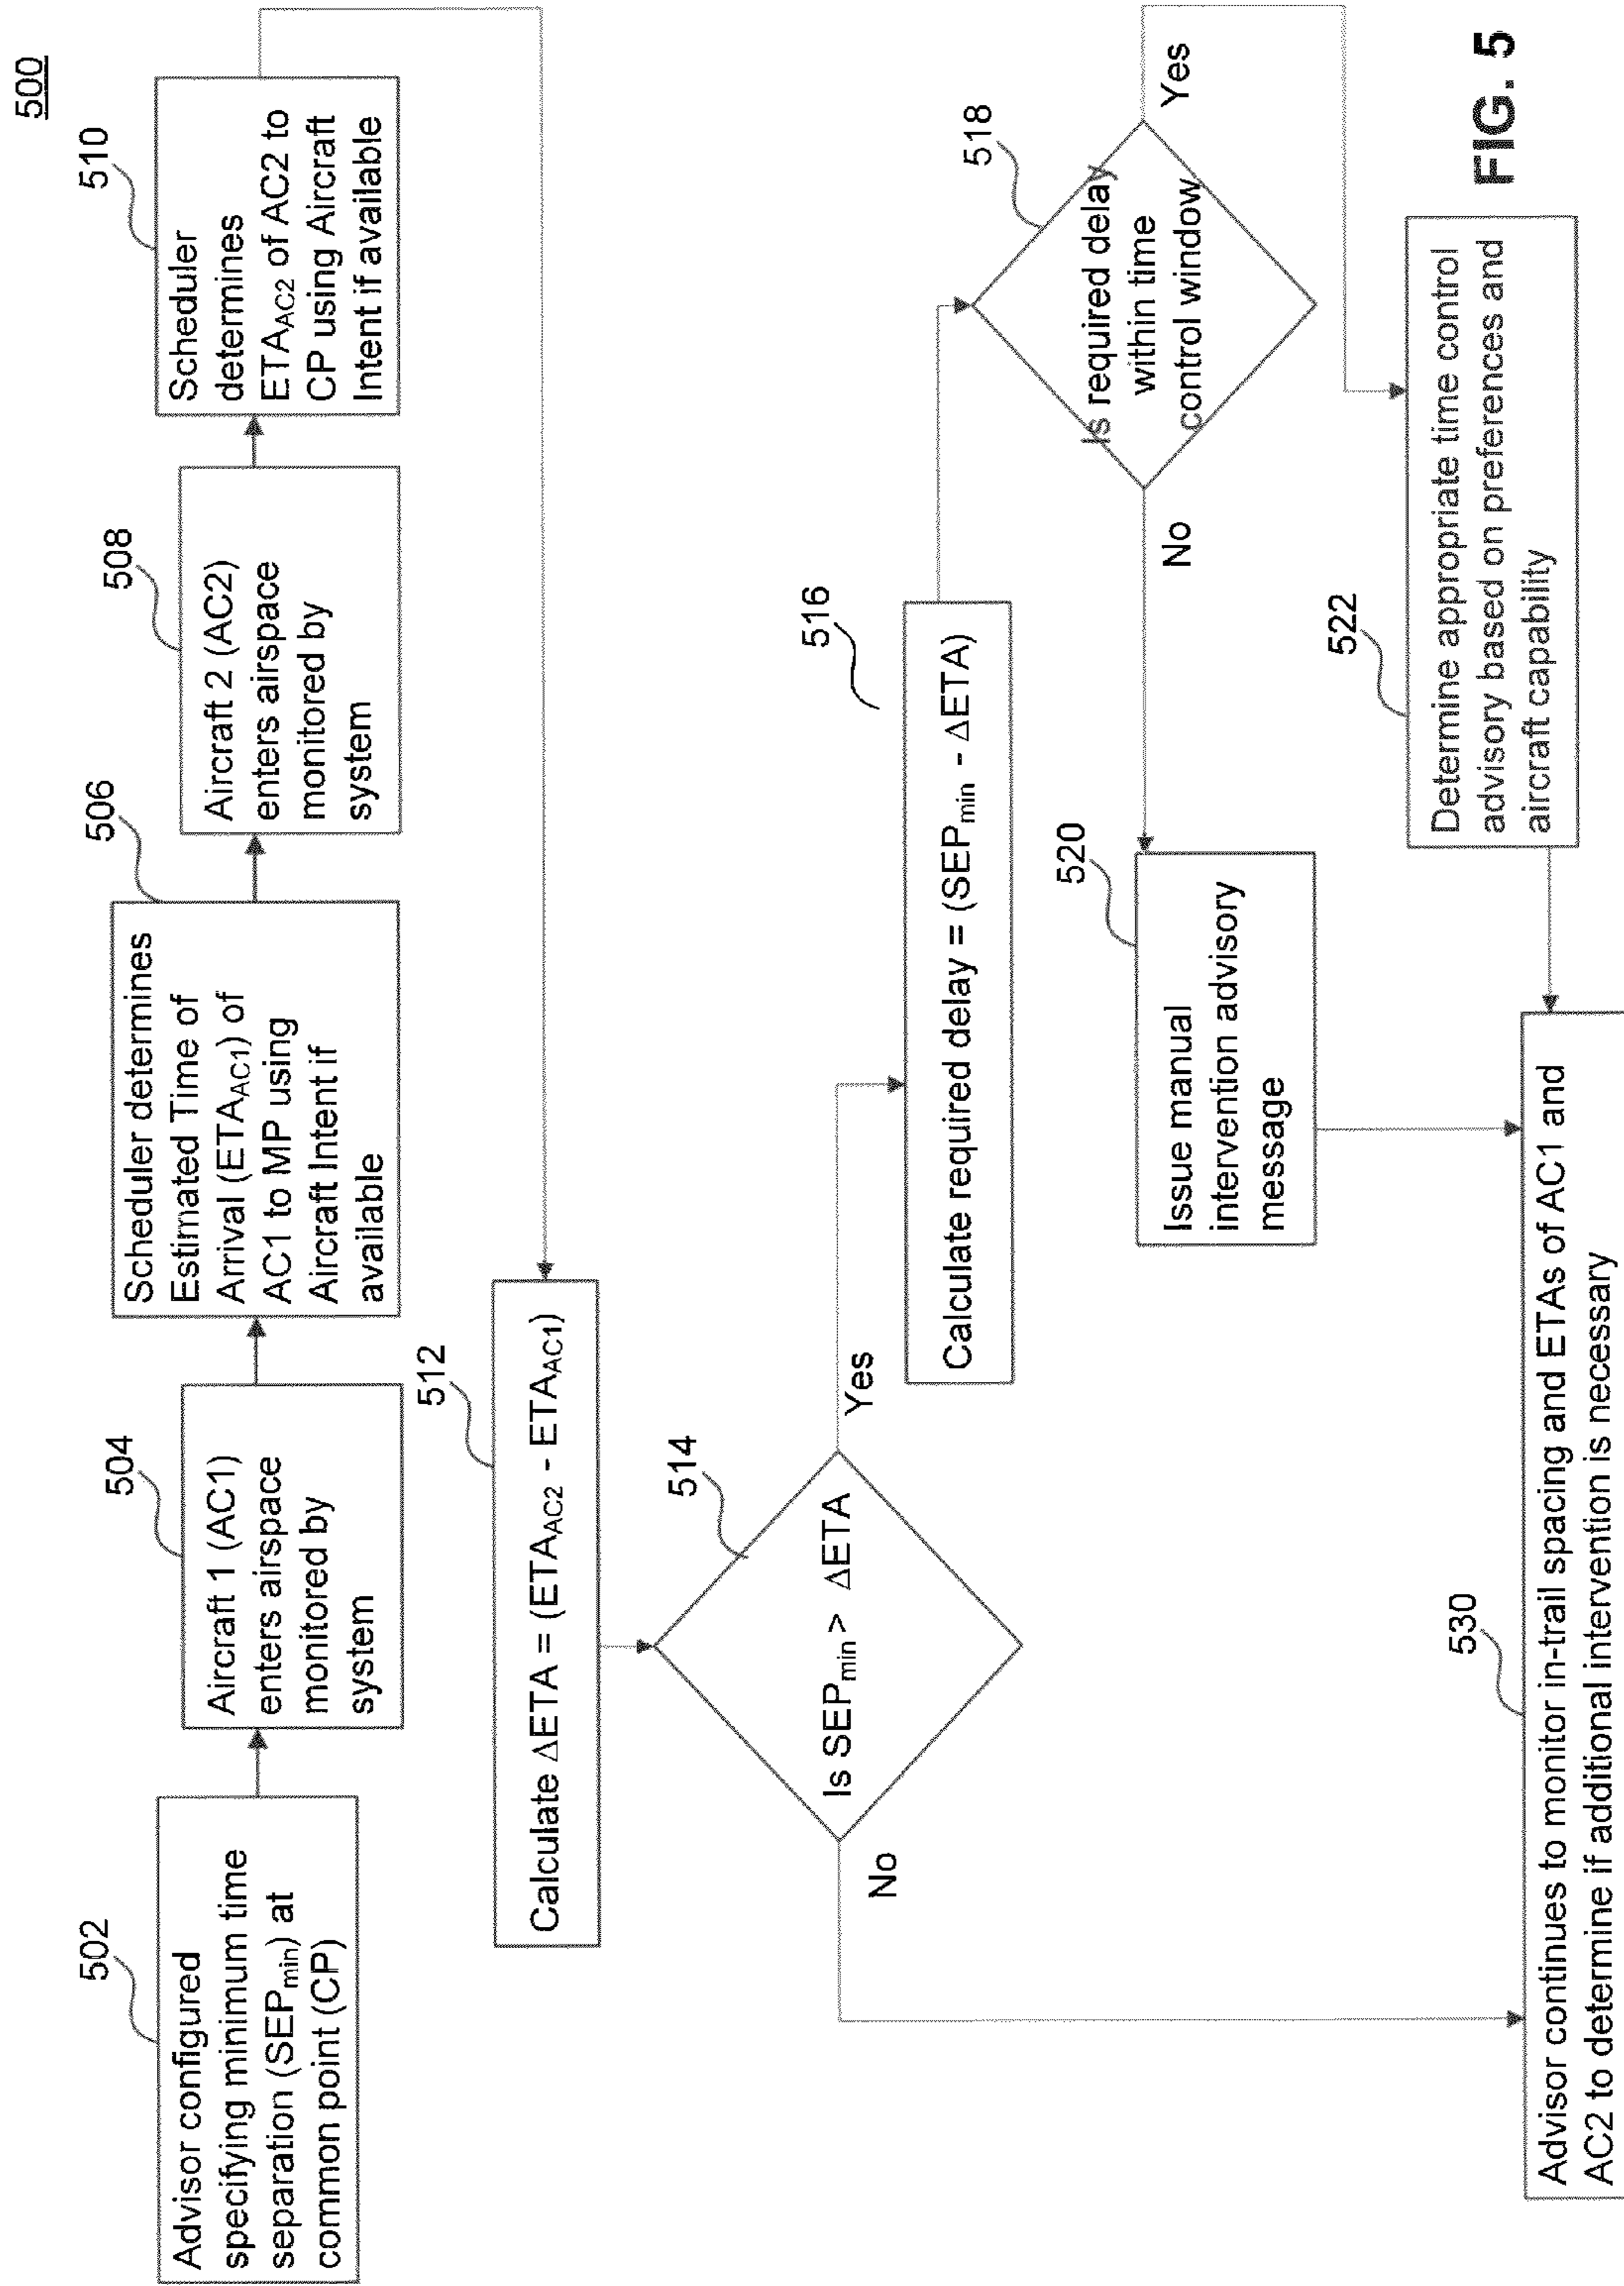 500
502
Advisor configured
specifying minimum time
separation (SEPmin) at
common point (CP)
504
Aircraft 1 (AC1)
enters airspace
monitored by
system
506
Scheduler determines
Estimated Time of
Arrival (ETAAC1) of
AC1 to MP using
Aircraft Intent if
available
508
Aircraft 2 (AC2)
enters airspace
monitored by
system
510
Scheduler
determines
ETAAC2 of AC2 to
CP using Aircraft
Intent if available
512
Calculate ΔETA = (ETAAC2 - ETAAC1)
514
Is SEPmin > ΔETA
Yes
No
516
Calculate required delay = (SEPmin - ΔETA)
518
Is required delay
within time
control window
Yes
No
520
Issue manual
intervention advisory
message
522
Determine appropriate time control
advisory based on preferences and
aircraft capability
530
Advisor continues to monitor in-trail spacing and ETAs of AC1 and
AC2 to determine if additional intervention is necessary
FIG. 5